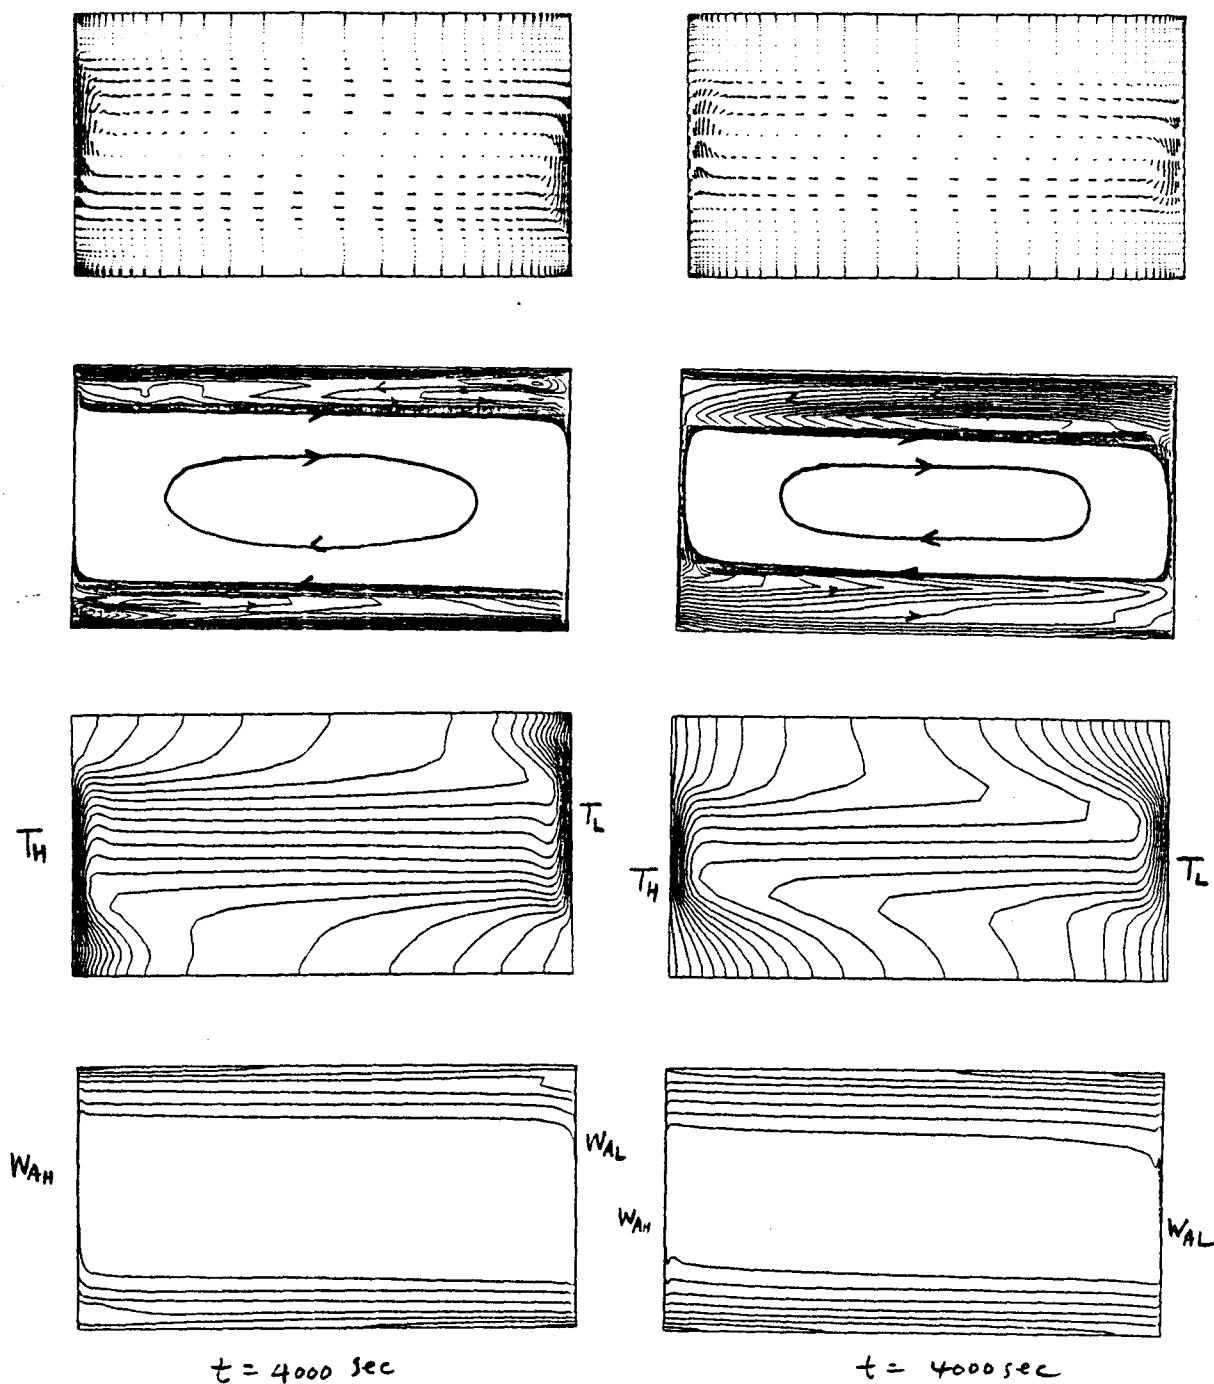 T_H
T_L
T_H
T_L
W_AH
W_AL
W_AH
W_AL
t = 4000 sec
t = 4000 sec